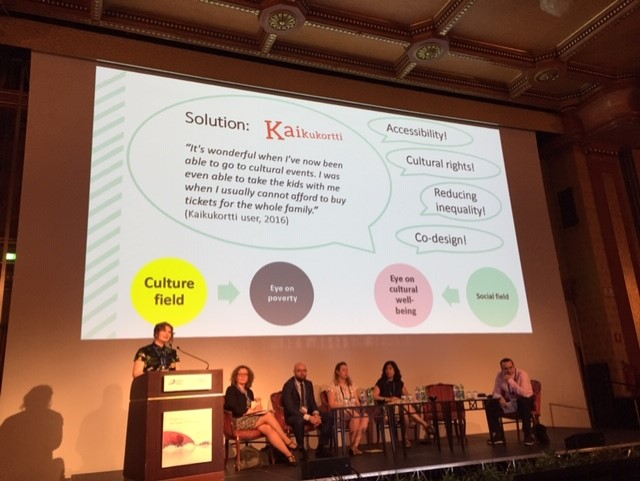 Solution: Kaikukortti
"It's wonderful when I've now been
able to go to cultural events. I was
even able to take the kids with me
when I usually cannot afford to buy
tickets for the whole family."
(Kaikukortti user, 2016)
Accessibility!
Cultural rights!
Reducing
inequality!
Co-design!
Culture
field
Eye on
poverty
Eye on
cultural
well-
being
Social field